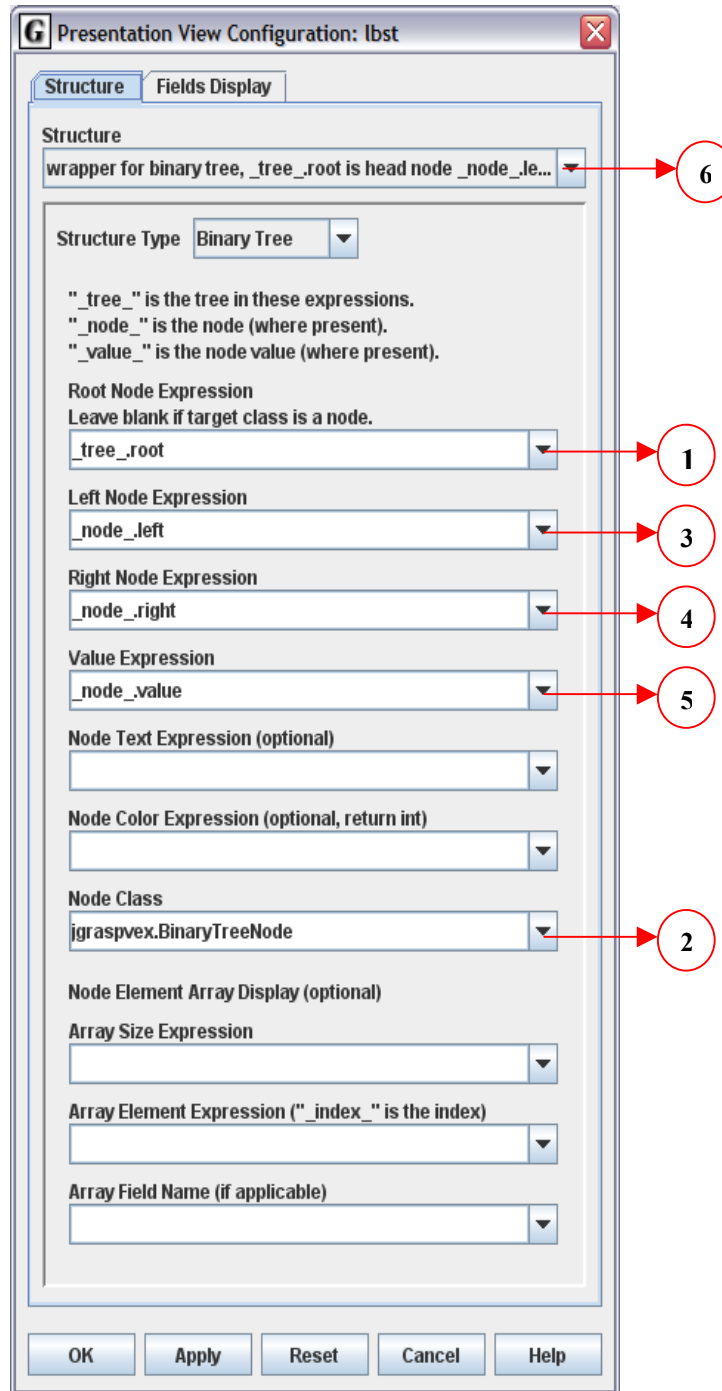 G Presentation View Configuration: lbst
Structure Fields Display
Structure
wrapper for binary tree, _tree_.root is head node _node_.le...
6
Structure Type Binary Tree
"_tree_" is the tree in these expressions.
"_node_" is the node (where present).
"_value_" is the node value (where present).
Root Node Expression
Leave blank if target class is a node.
_tree_.root
1
Left Node Expression
_node_.left
3
Right Node Expression
_node_.right
4
Value Expression
_node_.value
5
Node Text Expression (optional)
Node Color Expression (optional, return int)
Node Class
jgraspvex.BinaryTreeNode
2
Node Element Array Display (optional)
Array Size Expression
Array Element Expression ("_index_" is the index)
Array Field Name (if applicable)
OK Apply Reset Cancel Help